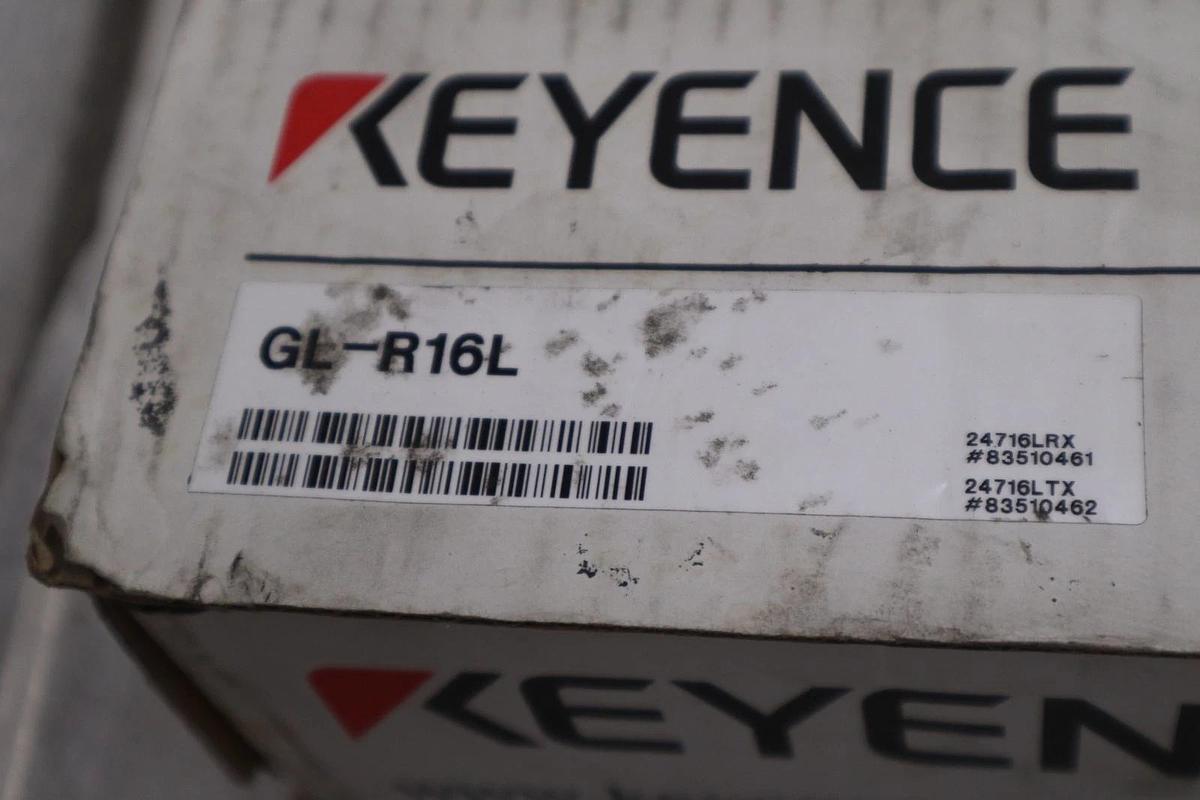 KEYENCE
GL-R16L
24716LRX
#83510461
24716LTX
#83510462
KEYEN